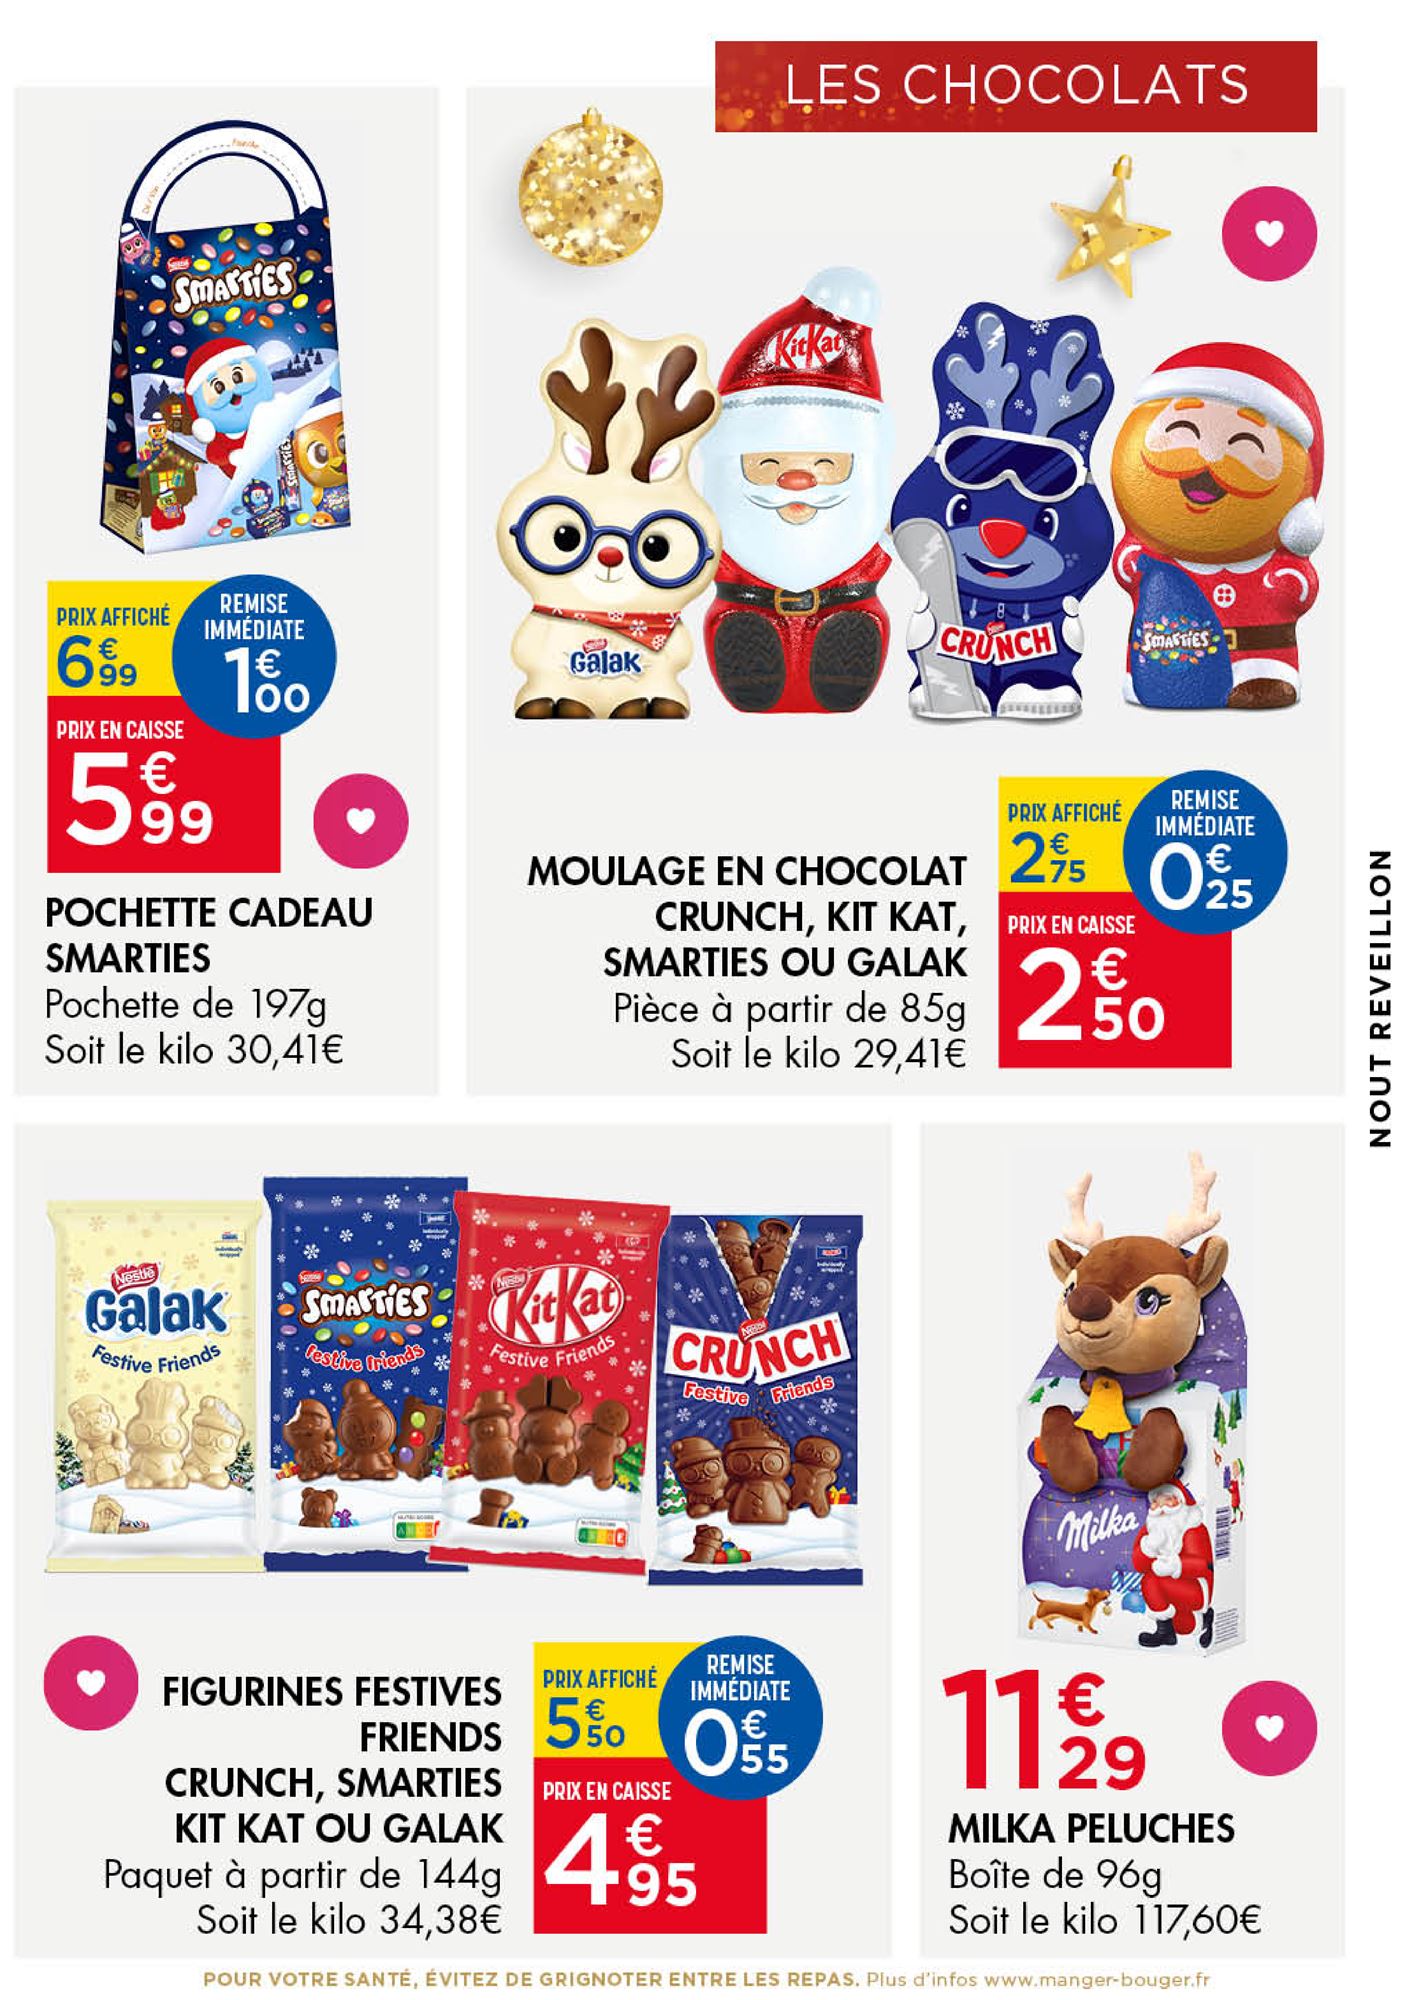 LES CHOCOLATS
Nestlé
SMARTIES
PRIX AFFICHÉ
6€99
REMISE
IMMÉDIATE
1€00
PRIX EN CAISSE
5€99
POCHETTE CADEAU
SMARTIES
Pochette de 197g
Soit le kilo 30,41€
KitKat
Galak
CRUNCH
SMARTIES
MOULAGE EN CHOCOLAT
CRUNCH, KIT KAT,
SMARTIES OU GALAK
Pièce à partir de 85g
Soit le kilo 29,41€
PRIX AFFICHÉ
2€75
REMISE
IMMÉDIATE
0€25
PRIX EN CAISSE
2€50
NOUT REVEILLON
Nestlé
Galak
Festive Friends
Nestlé
SMARTIES
festive friends
Nestlé
KitKat
Festive Friends
Nestlé
CRUNCH
Festive Friends
FIGURINES FESTIVES
FRIENDS
CRUNCH, SMARTIES
KIT KAT OU GALAK
Paquet à partir de 144g
Soit le kilo 34,38€
PRIX AFFICHÉ
5€50
REMISE
IMMÉDIATE
0€55
PRIX EN CAISSE
4€95
Milka
11€29
MILKA PELUCHES
Boîte de 96g
Soit le kilo 117,60€
POUR VOTRE SANTÉ, ÉVITEZ DE GRIGNOTER ENTRE LES REPAS. Plus d'infos www.manger-bouger.fr